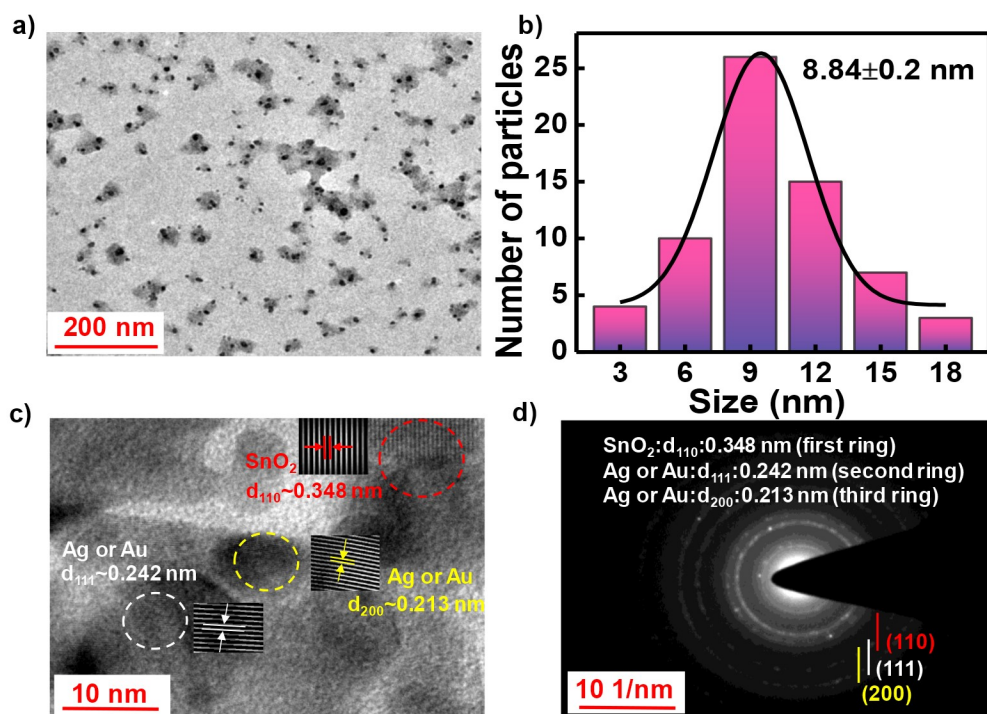 a)
200 nm
b)
Number of particles
25
20
15
10
5
0
8.84±0.2 nm
3 6 9 12 15 18
Size (nm)
c)
SnO₂
d₁₁₀~0.348 nm
Ag or Au
d₁₁₁~0.242 nm
Ag or Au
d₂₀₀~0.213 nm
10 nm
d)
SnO₂:d₁₁₀:0.348 nm (first ring)
Ag or Au:d₁₁₁:0.242 nm (second ring)
Ag or Au:d₂₀₀:0.213 nm (third ring)
(110)
(111)
(200)
10 1/nm